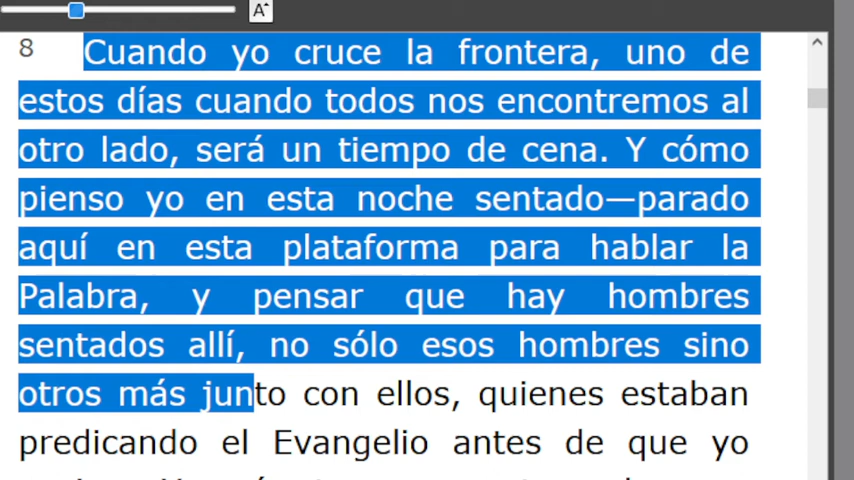 A
8 Cuando yo cruce la frontera, uno de
estos días cuando todos nos encontremos al
otro lado, será un tiempo de cena. Y cómo
pienso yo en esta noche sentado—parado
aquí en esta plataforma para hablar la
Palabra, y pensar que hay hombres
sentados allí, no sólo esos hombres sino
otros más junto con ellos, quienes estaban
predicando el Evangelio antes de que yo